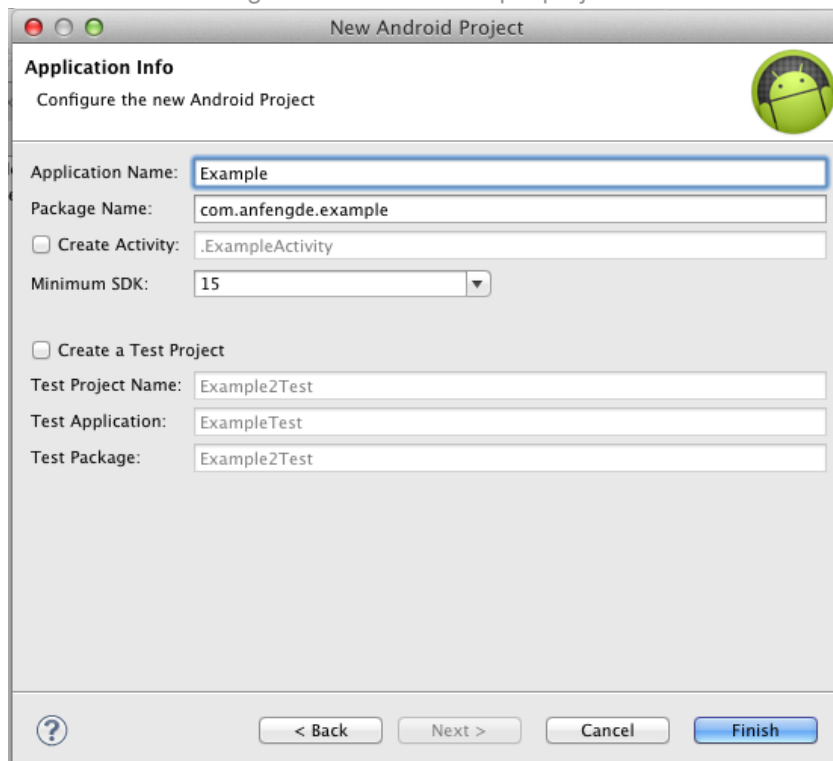 New Android Project
Application Info
Configure the new Android Project
Application Name: Example
Package Name: com.anfengde.example
Create Activity: .ExampleActivity
Minimum SDK: 15
Create a Test Project
Test Project Name: Example2Test
Test Application: ExampleTest
Test Package: Example2Test
? < Back Next > Cancel Finish